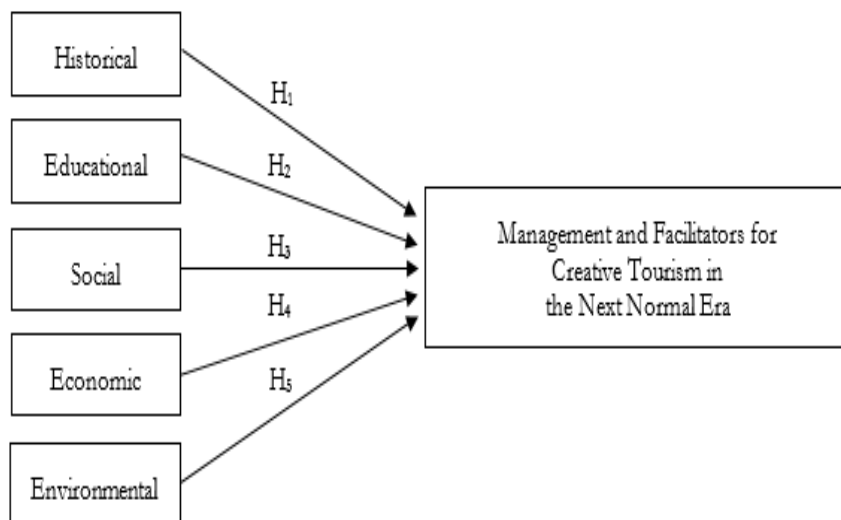 Historical
H₁
Educational
H₂
Social
H₃
Economic
H₄
Environmental
H₅
Management and Facilitators for
Creative Tourism in
the Next Normal Era